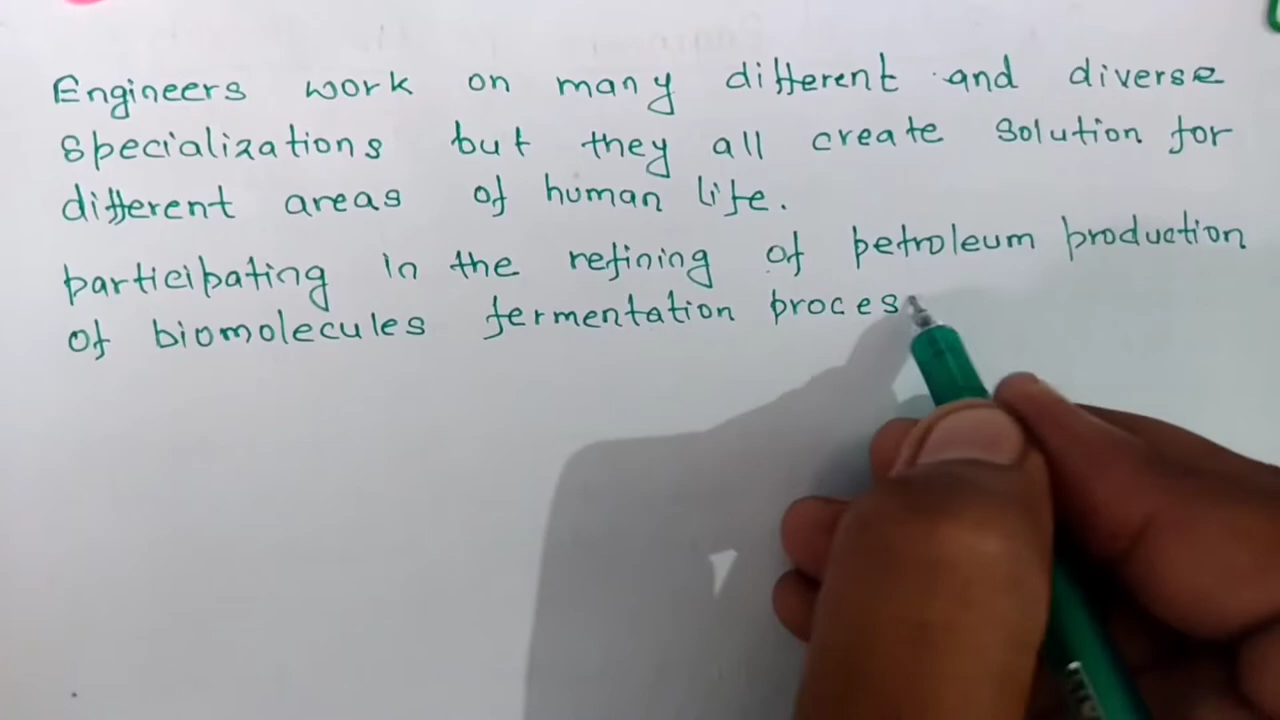 Engineers work on many different and diverse
specializations but they all create solution for
different areas of human life.
participating in the refining of petroleum production
of biomolecules fermentation proces